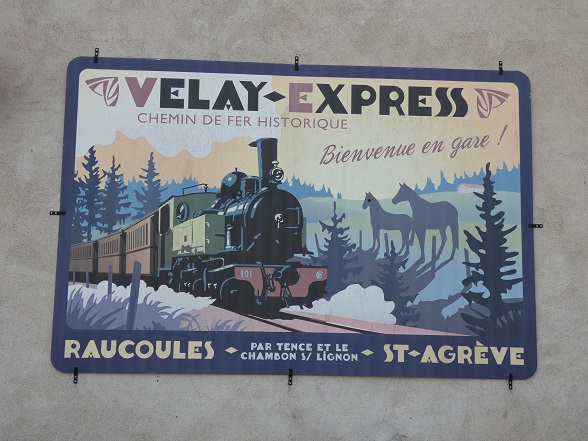 VELAY-EXPRESS
CHEMIN DE FER HISTORIQUE
Bienvenue en gare !
101
RAUCOULES - PAR TENCE ET LE CHAMBON S/ LIGNON - ST-AGRÈVE